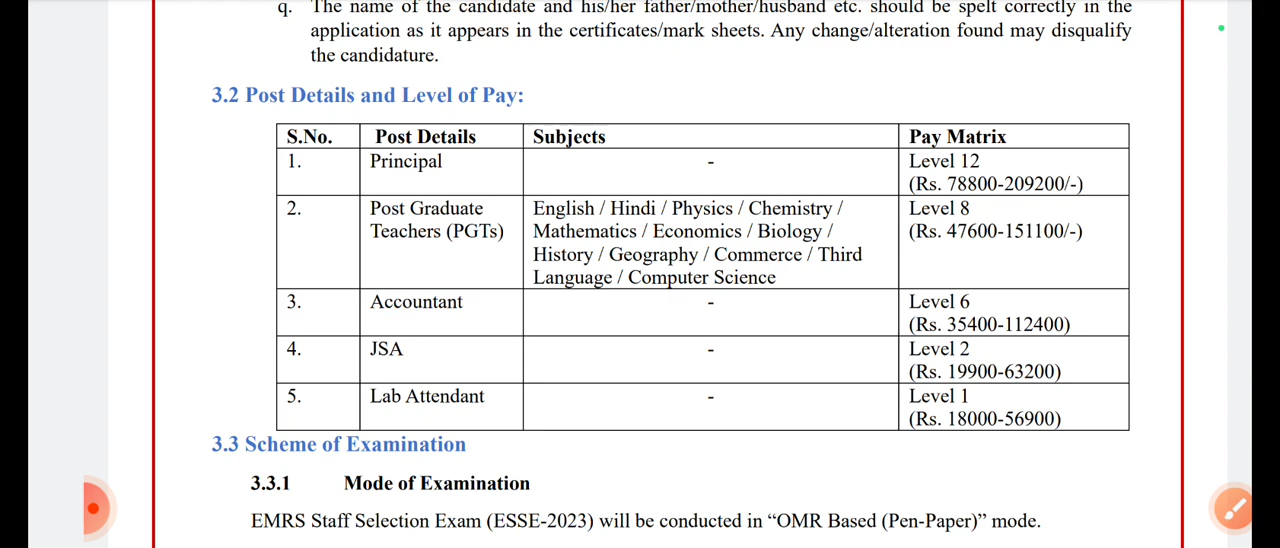 q. The name of the candidate and his/her father/mother/husband etc. should be spelt correctly in the
application as it appears in the certificates/mark sheets. Any change/alteration found may disqualify
the candidature.
3.2 Post Details and Level of Pay:
S.No. Post Details Subjects Pay Matrix
1. Principal - Level 12
(Rs. 78800-209200/-)
2. Post Graduate English / Hindi / Physics / Chemistry / Level 8
Teachers (PGTs) Mathematics / Economics / Biology / (Rs. 47600-151100/-)
History / Geography / Commerce / Third
Language / Computer Science
3. Accountant - Level 6
(Rs. 35400-112400)
4. JSA - Level 2
(Rs. 19900-63200)
5. Lab Attendant - Level 1
(Rs. 18000-56900)
3.3 Scheme of Examination
3.3.1 Mode of Examination
EMRS Staff Selection Exam (ESSE-2023) will be conducted in “OMR Based (Pen-Paper)” mode.